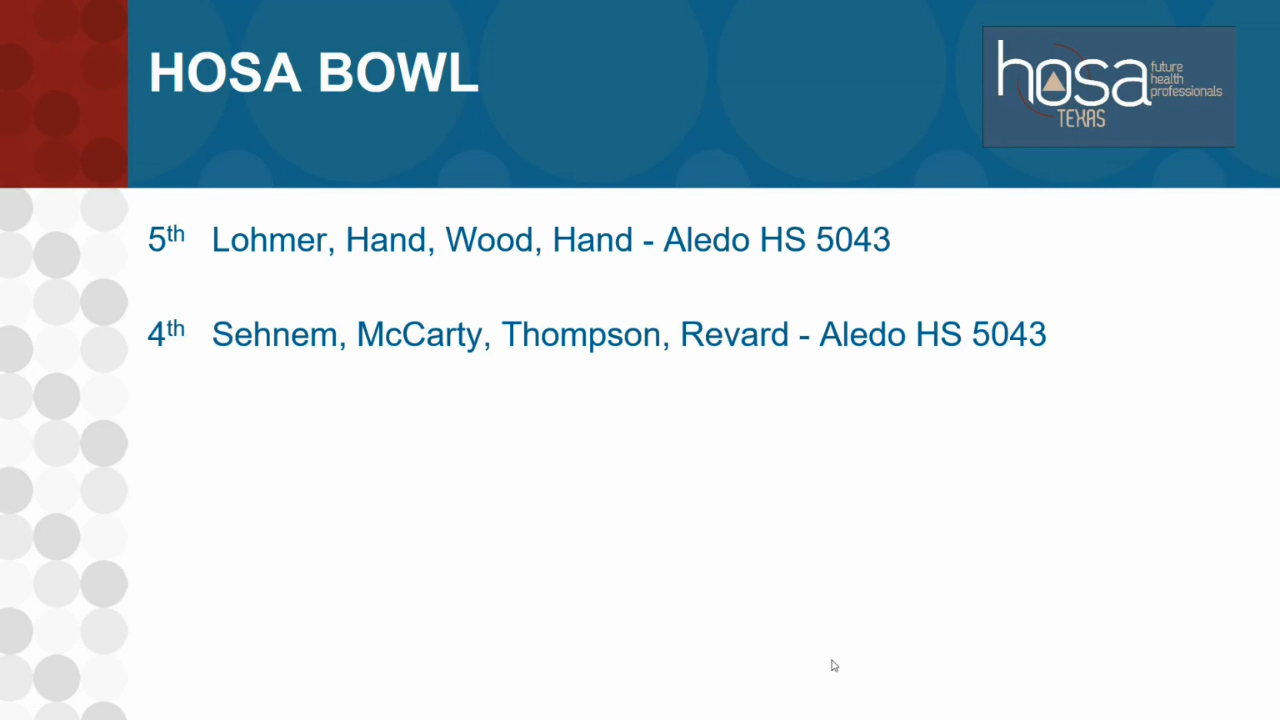 HOSA BOWL
hosa
future
health
professionals
TEXAS
5th Lohmer, Hand, Wood, Hand - Aledo HS 5043
4th Sehnem, McCarty, Thompson, Revard - Aledo HS 5043